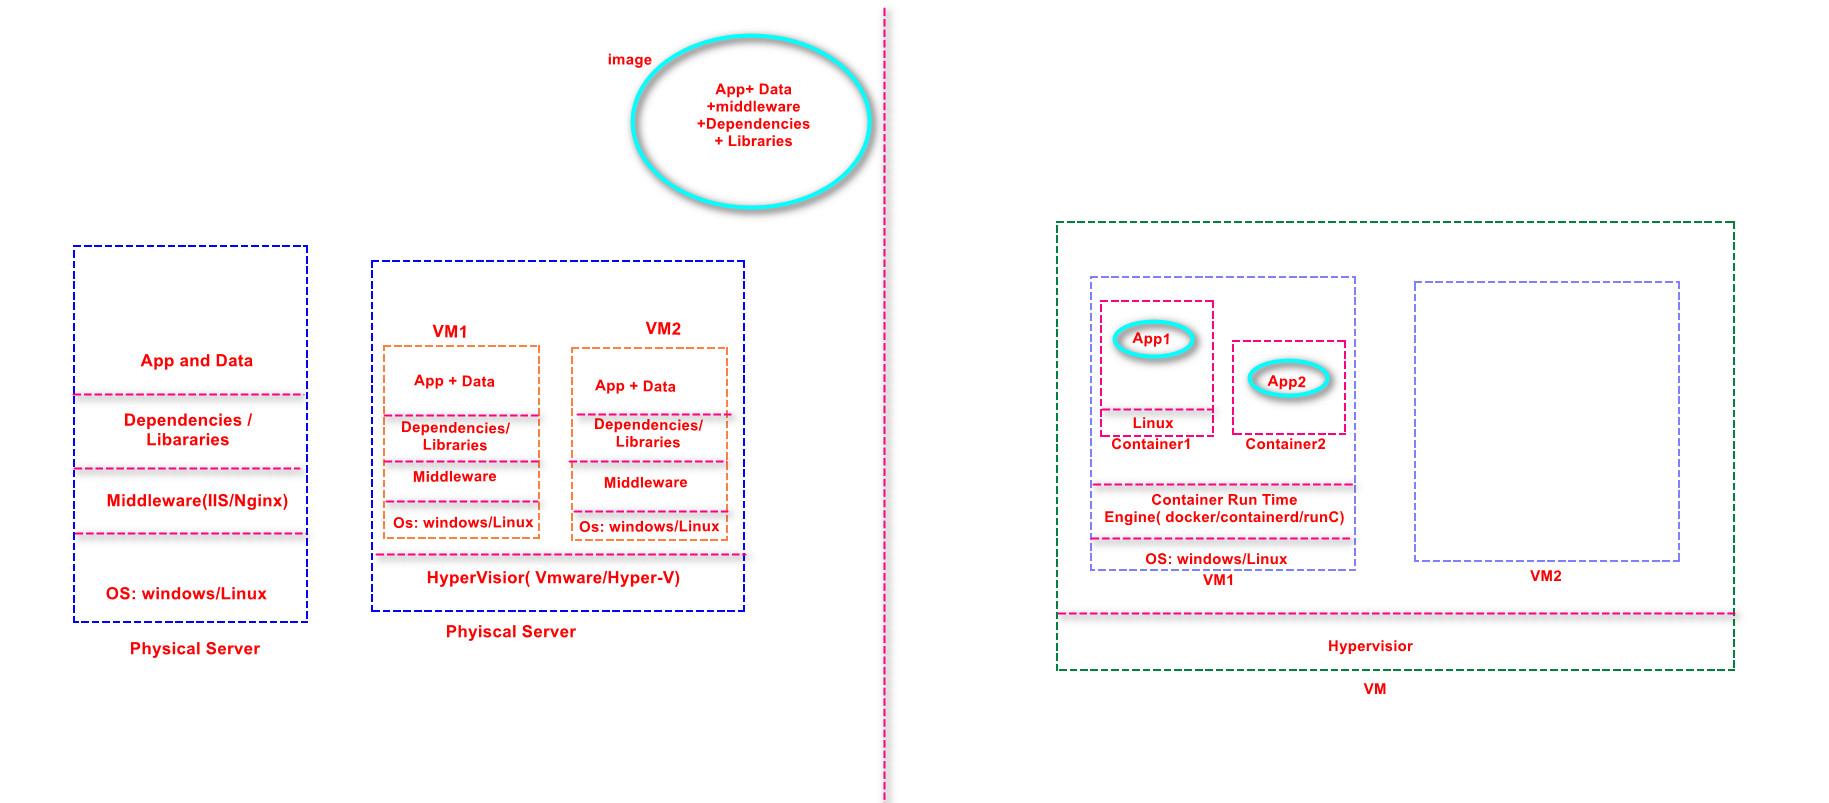 image
App+ Data
+middleware
+Dependencies
+ Libraries
App and Data
Dependencies /
Libararies
Middleware(IIS/Nginx)
OS: windows/Linux
Physical Server
VM1
App + Data
Dependencies/
Libraries
Middleware
Os: windows/Linux
VM2
App + Data
Dependencies/
Libraries
Middleware
Os: windows/Linux
HyperVisior( Vmware/Hyper-V)
Phyiscal Server
App1
Linux
Container1
App2
Container2
Container Run Time
Engine( docker/containerd/runC)
OS: windows/Linux
VM1
VM2
Hypervisior
VM